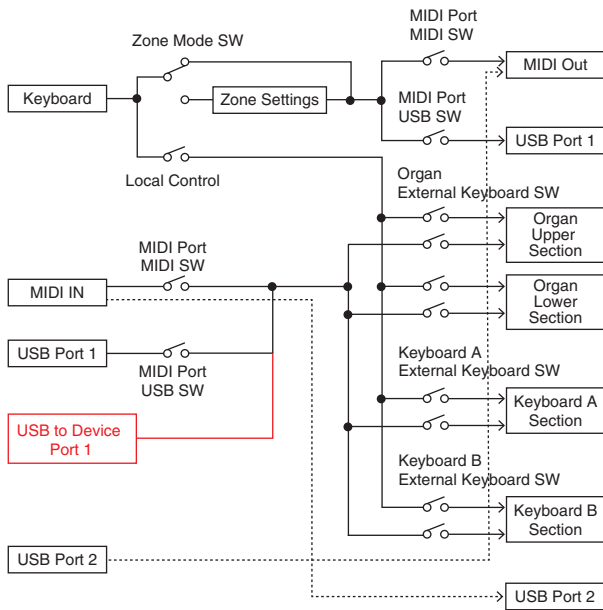 MIDI Port
MIDI SW
Zone Mode SW
MIDI Out
Keyboard
Zone Settings
MIDI Port
USB SW
USB Port 1
Local Control
Organ
External Keyboard SW
Organ
Upper
Section
MIDI Port
MIDI SW
MIDI IN
Organ
Lower
Section
USB Port 1
MIDI Port
USB SW
Keyboard A
External Keyboard SW
Keyboard A
Section
USB to Device
Port 1
Keyboard B
External Keyboard SW
Keyboard B
Section
USB Port 2
USB Port 2